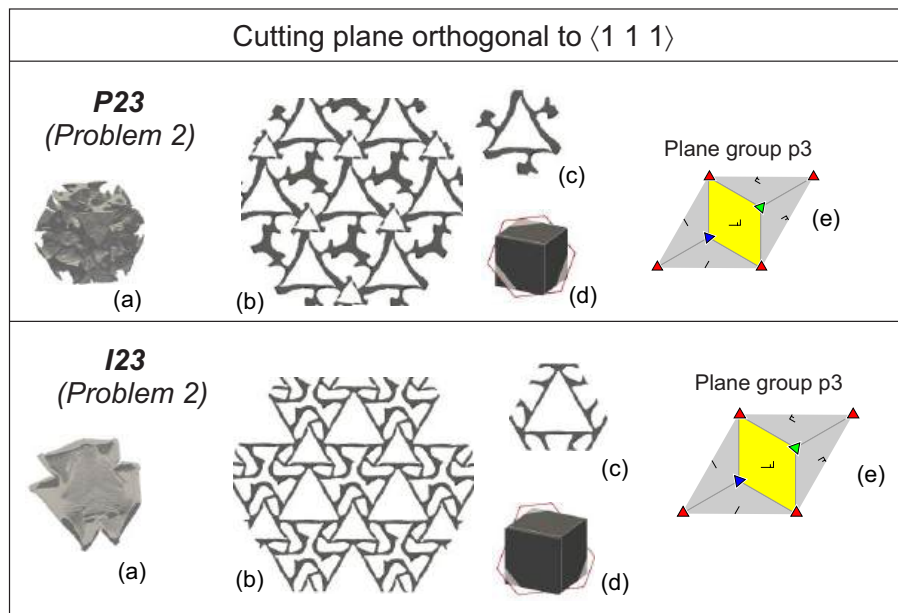 Cutting plane orthogonal to ⟨1 1 1⟩
P23
(Problem 2)
(a)
(b)
(c)
(d)
Plane group p3
(e)
I23
(Problem 2)
(a)
(b)
(c)
(d)
Plane group p3
(e)